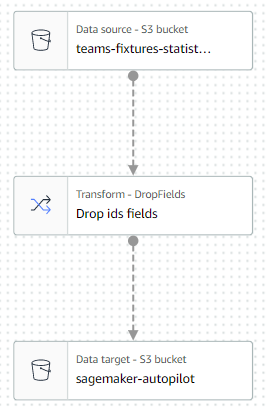 Data source - S3 bucket
teams-fixtures-statist...
Transform - DropFields
Drop ids fields
Data target - S3 bucket
sagemaker-autopilot